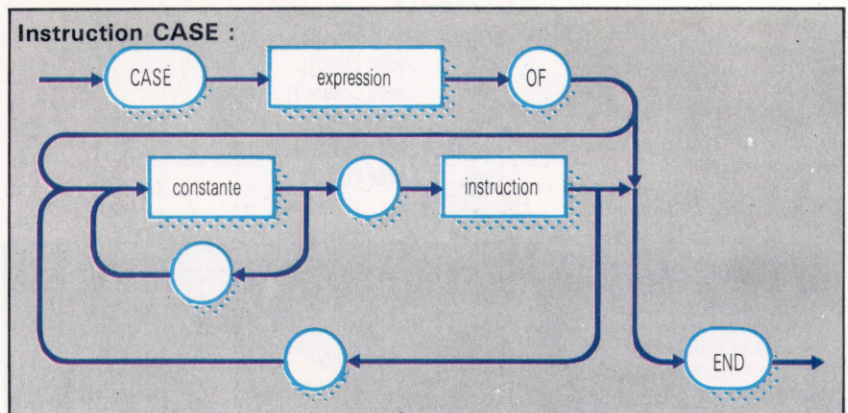 Instruction CASE :
CASE expression OF
constante instruction
END